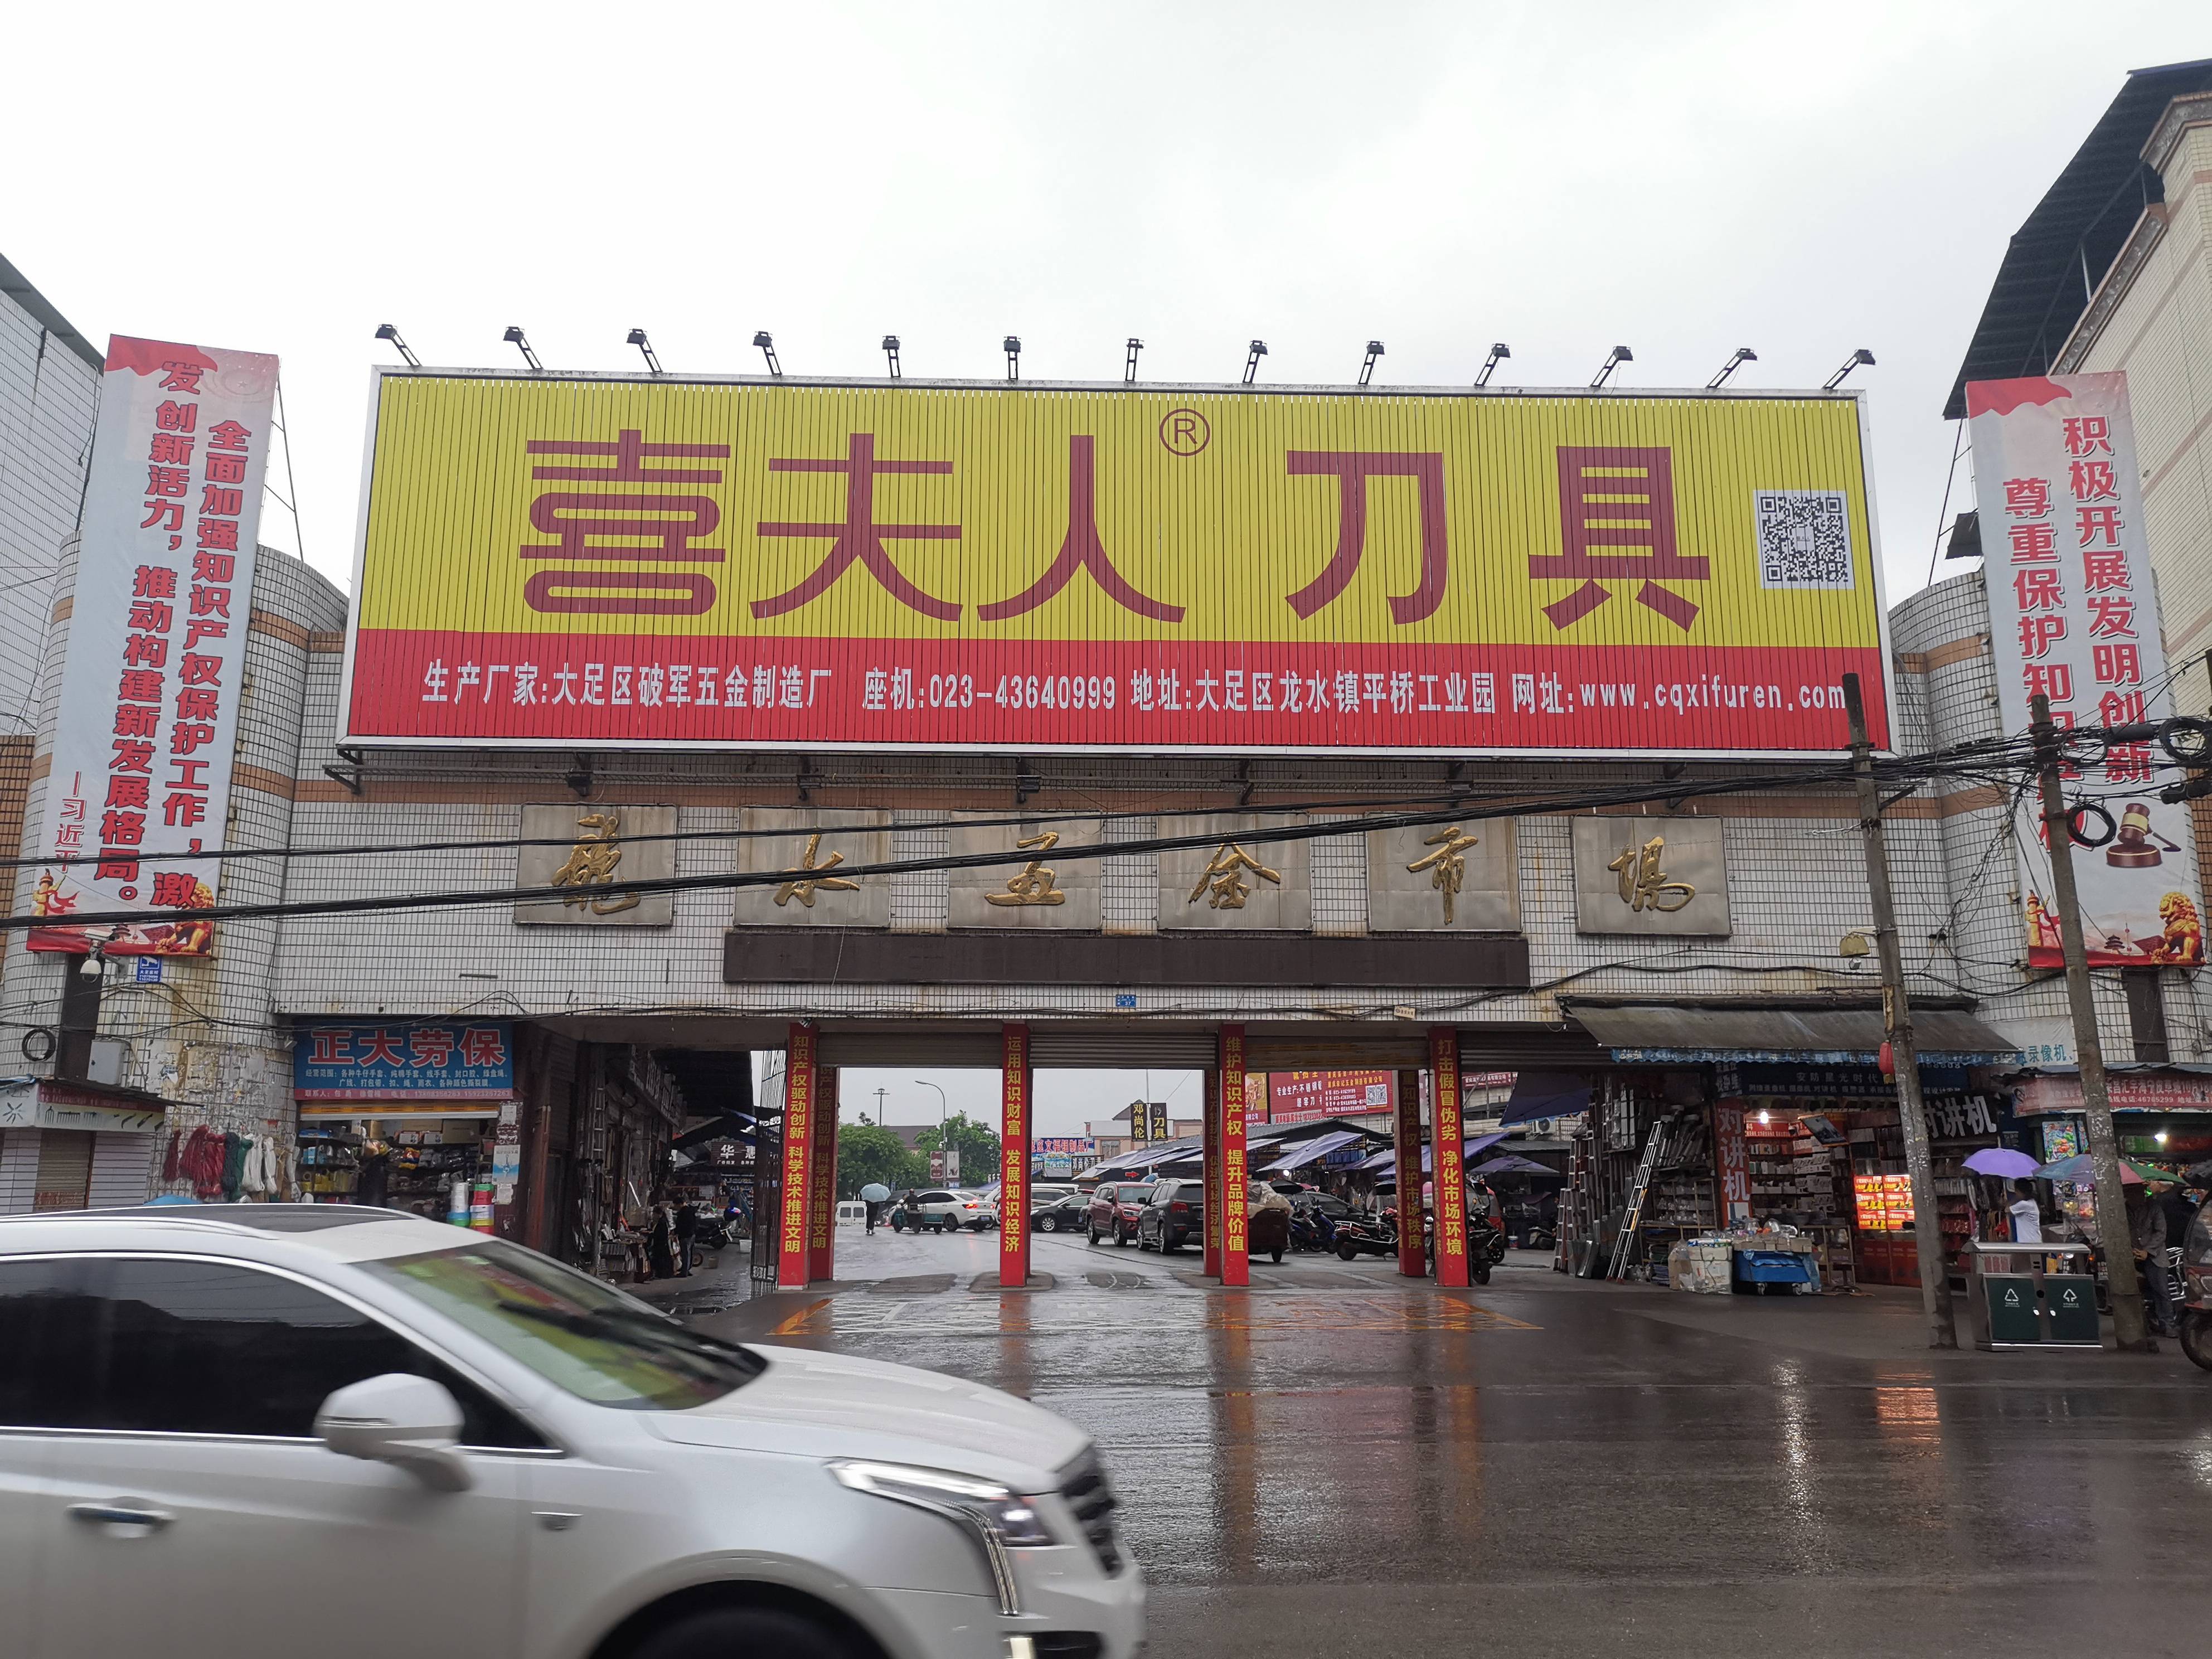 全面加强知识产权保护工作，激
发创新活力，推动构建新发展格局。
—习近平
喜夫人® 刀具
生产厂家:大足区破军五金制造厂 座机:023-43640999 地址:大足区龙水镇平桥工业园 网址:www.cqxifuren.com
积极开展发明创新
尊重保护知识产权
龍水五金市場
正大劳保
知识产权驱动创新 科学技术推进文明
运用知识财富 发展知识经济
维护知识产权 提升品牌价值
打击假冒伪劣 净化市场环境
邓尚伦
刀具
对讲机
对讲机